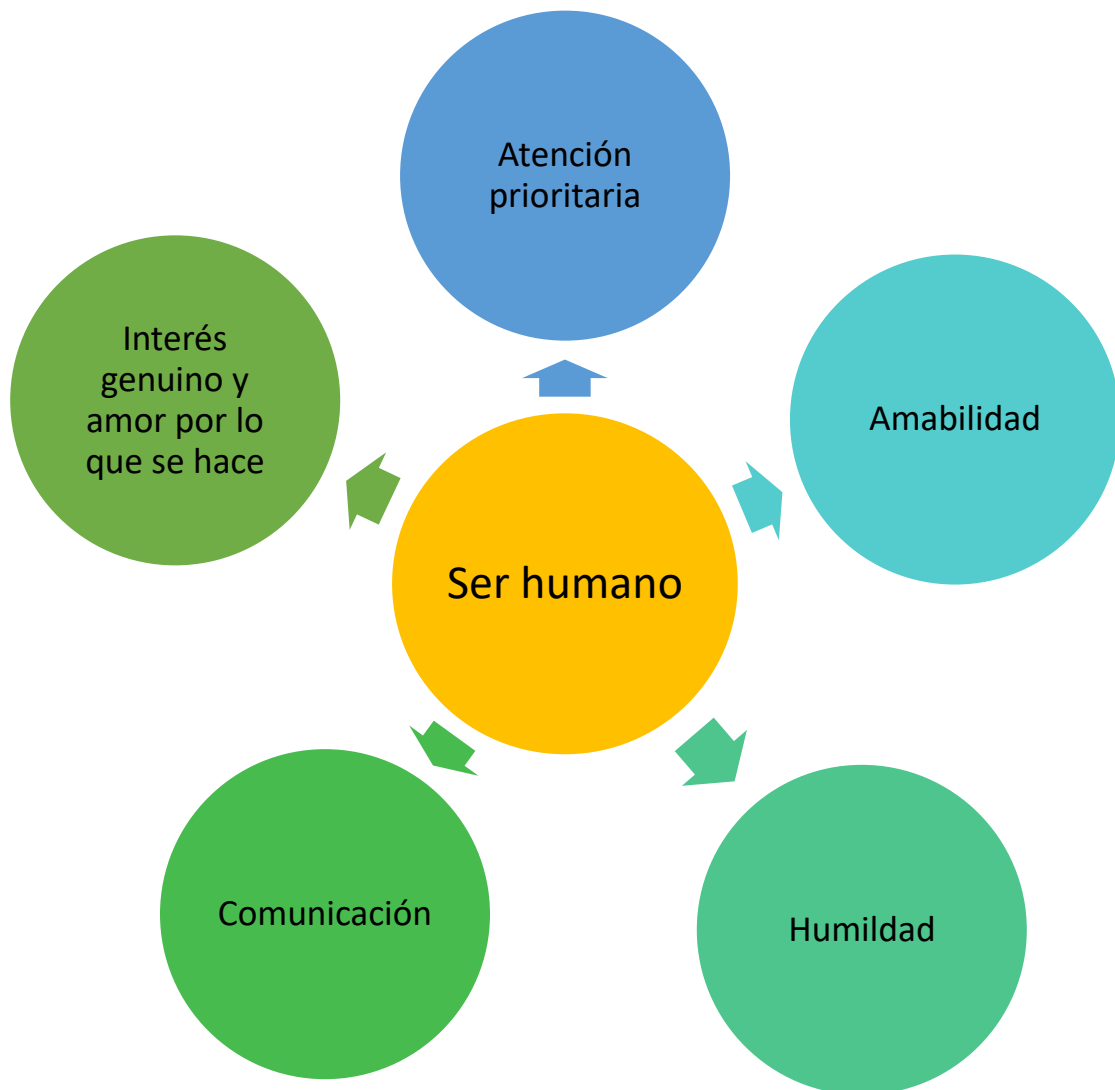 Atención
prioritaria
Amabilidad
Humildad
Comunicación
Interés
genuino y
amor por lo
que se hace
Ser humano